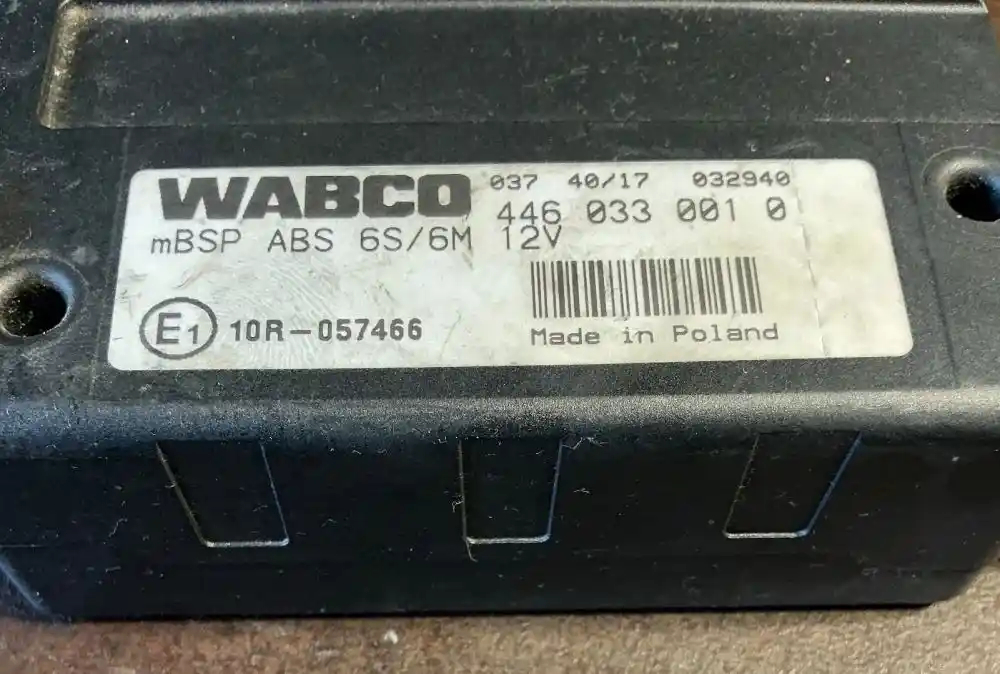 WABCO 037 40/17 032940
446 033 001 0
mBSP ABS 6S/6M 12V
E1 10R-057466
Made in Poland